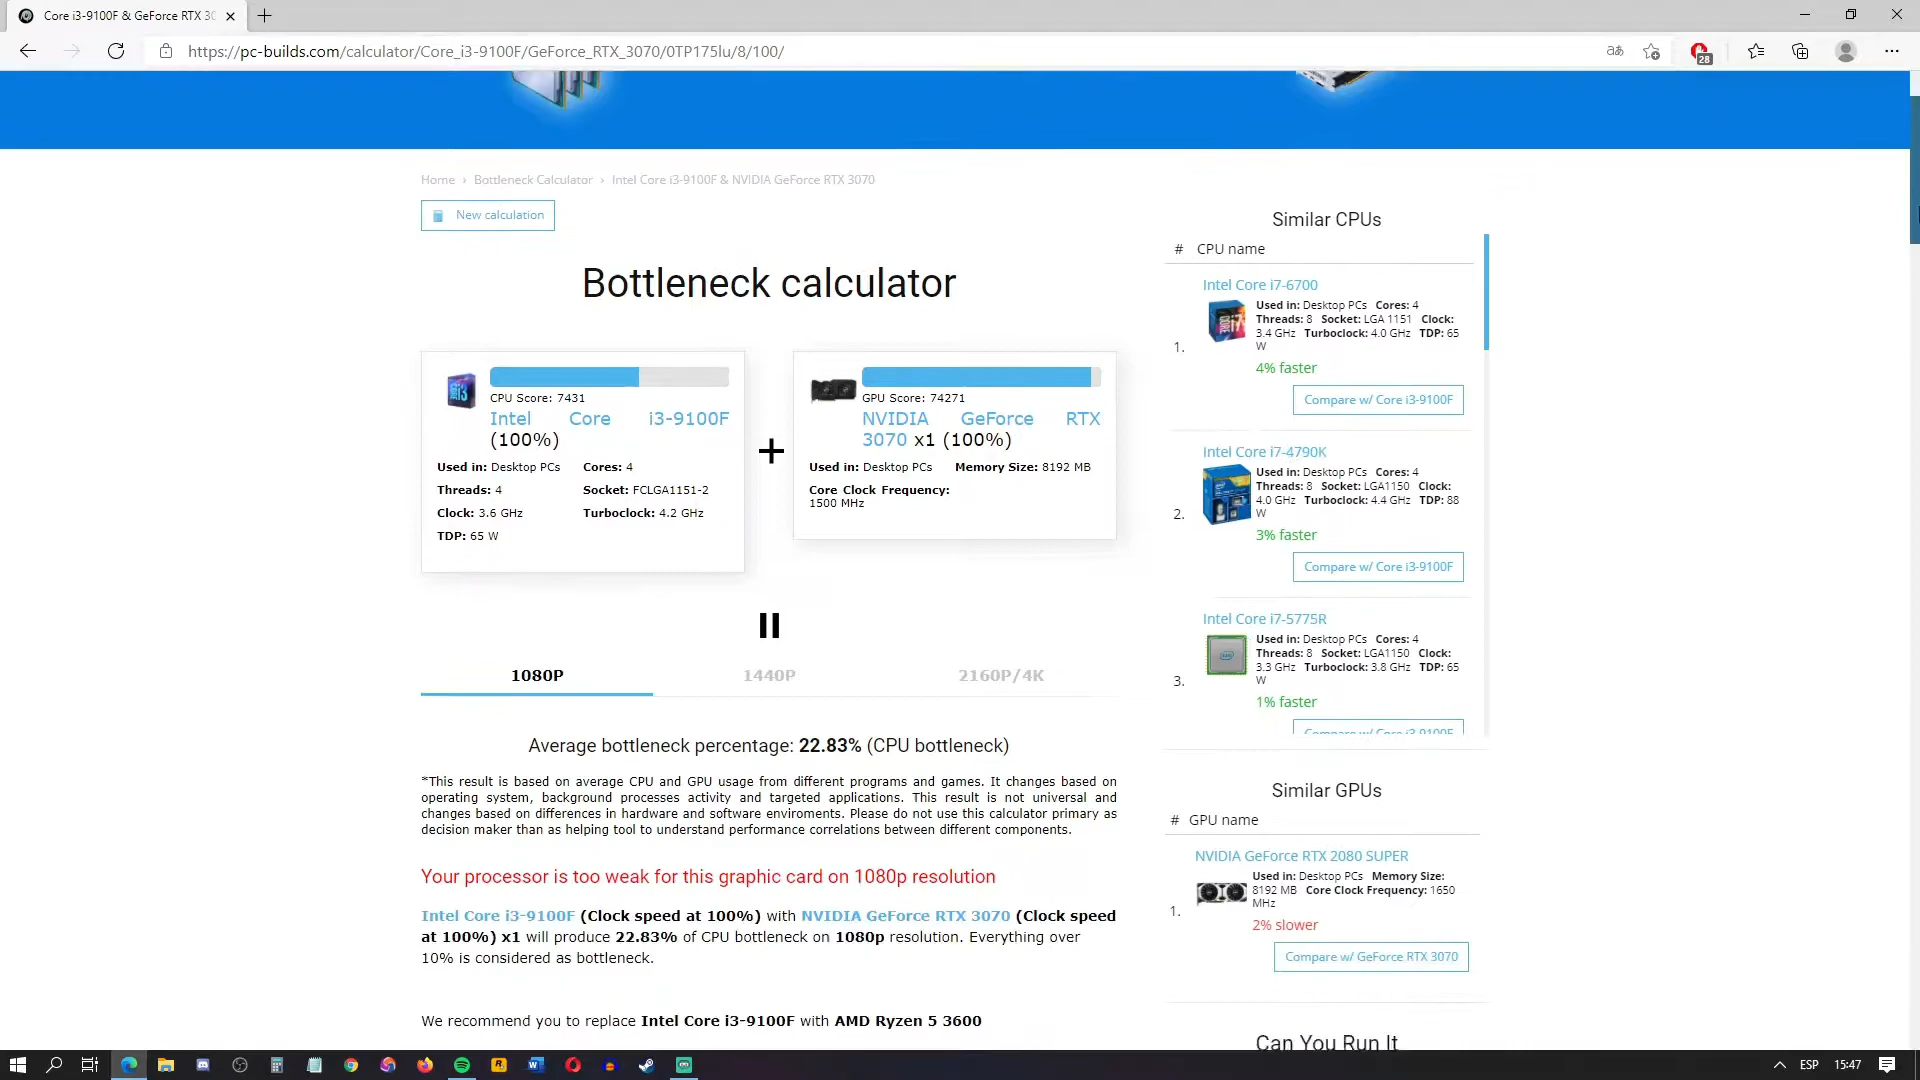 Core i3-9100F & GeForce RTX 30
https://pc-builds.com/calculator/Core_i3-9100F/GeForce_RTX_3070/0TP175lu/8/100/
28
Home › Bottleneck Calculator › Intel Core i3-9100F & NVIDIA GeForce RTX 3070
New calculation
Bottleneck calculator
CPU Score: 7431
Intel Core i3-9100F
(100%)
Used in: Desktop PCs Cores: 4
Threads: 4 Socket: FCLGA1151-2
Clock: 3.6 GHz Turboclock: 4.2 GHz
TDP: 65 W
+
GPU Score: 74271
NVIDIA GeForce RTX
3070 x1 (100%)
Used in: Desktop PCs Memory Size: 8192 MB
Core Clock Frequency:
1500 MHz
1080P 1440P 2160P/4K
Average bottleneck percentage: 22.83% (CPU bottleneck)
*This result is based on average CPU and GPU usage from different programs and games. It changes based on
operating system, background processes activity and targeted applications. This result is not universal and
changes based on differences in hardware and software enviroments. Please do not use this calculator primary as
decision maker than as helping tool to understand performance correlations between different components.
Your processor is too weak for this graphic card on 1080p resolution
Intel Core i3-9100F (Clock speed at 100%) with NVIDIA GeForce RTX 3070 (Clock speed
at 100%) x1 will produce 22.83% of CPU bottleneck on 1080p resolution. Everything over
10% is considered as bottleneck.
We recommend you to replace Intel Core i3-9100F with AMD Ryzen 5 3600
Similar CPUs
# CPU name
1.
Intel Core i7-6700
Used in: Desktop PCs Cores: 4
Threads: 8 Socket: LGA 1151 Clock:
3.4 GHz Turboclock: 4.0 GHz TDP: 65
W
4% faster
Compare w/ Core i3-9100F
2.
Intel Core i7-4790K
Used in: Desktop PCs Cores: 4
Threads: 8 Socket: LGA1150 Clock:
4.0 GHz Turboclock: 4.4 GHz TDP: 88
W
3% faster
Compare w/ Core i3-9100F
3.
Intel Core i7-5775R
Used in: Desktop PCs Cores: 4
Threads: 8 Socket: LGA1150 Clock:
3.3 GHz Turboclock: 3.8 GHz TDP: 65
W
1% faster
Compare w/ Core i3-9100F
Similar GPUs
# GPU name
1.
NVIDIA GeForce RTX 2080 SUPER
Used in: Desktop PCs Memory Size:
8192 MB Core Clock Frequency: 1650
MHz
2% slower
Compare w/ GeForce RTX 3070
Can You Run It
ESP 15:47